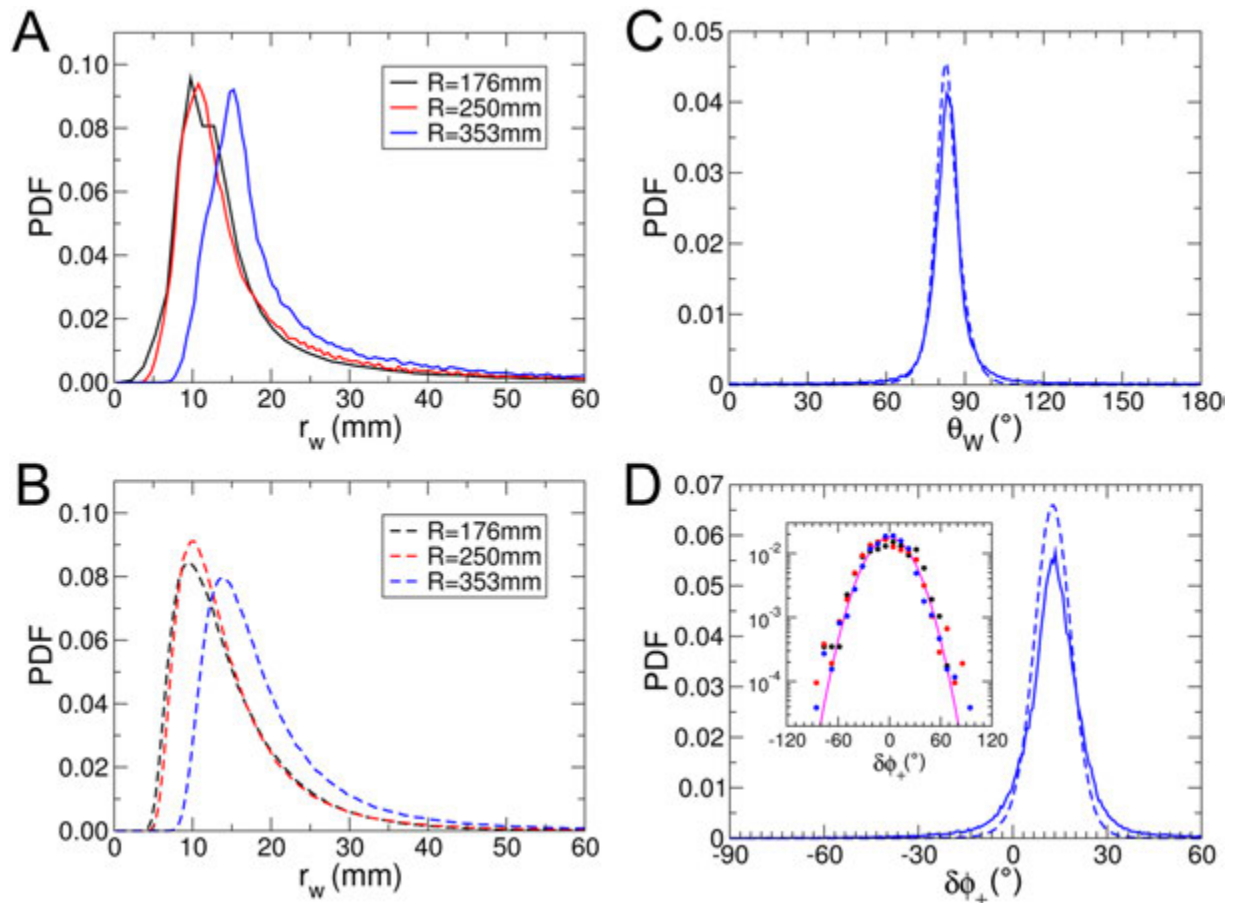 A
PDF
0.10
0.08
0.06
0.04
0.02
0.00
R=176mm
R=250mm
R=353mm
0 10 20 30 40 50 60
r_w (mm)
B
PDF
0.10
0.08
0.06
0.04
0.02
0.00
R=176mm
R=250mm
R=353mm
0 10 20 30 40 50 60
r_w (mm)
C
PDF
0.05
0.04
0.03
0.02
0.01
0
0 30 60 90 120 150 180
θ_W (°)
D
PDF
0.07
0.06
0.05
0.04
0.03
0.02
0.01
0
10^-2
10^-3
10^-4
-120 -60 0 60 120
δϕ_+(°)
-90 -60 -30 0 30 60
δϕ_+ (°)